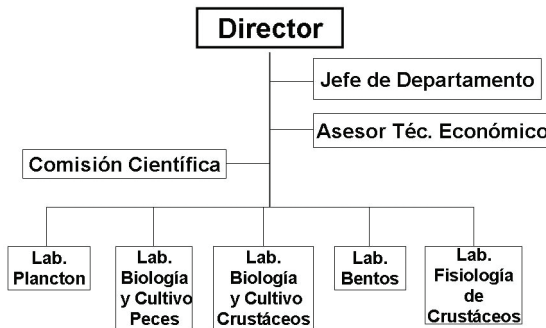 Director
Jefe de Departamento
Asesor Téc. Económico
Comisión Científica
Lab.
Plancton
Lab.
Biología
y Cultivo
Peces
Lab.
Biología
y Cultivo
Crustáceos
Lab.
Bentos
Lab.
Fisiología
de
Crustáceos